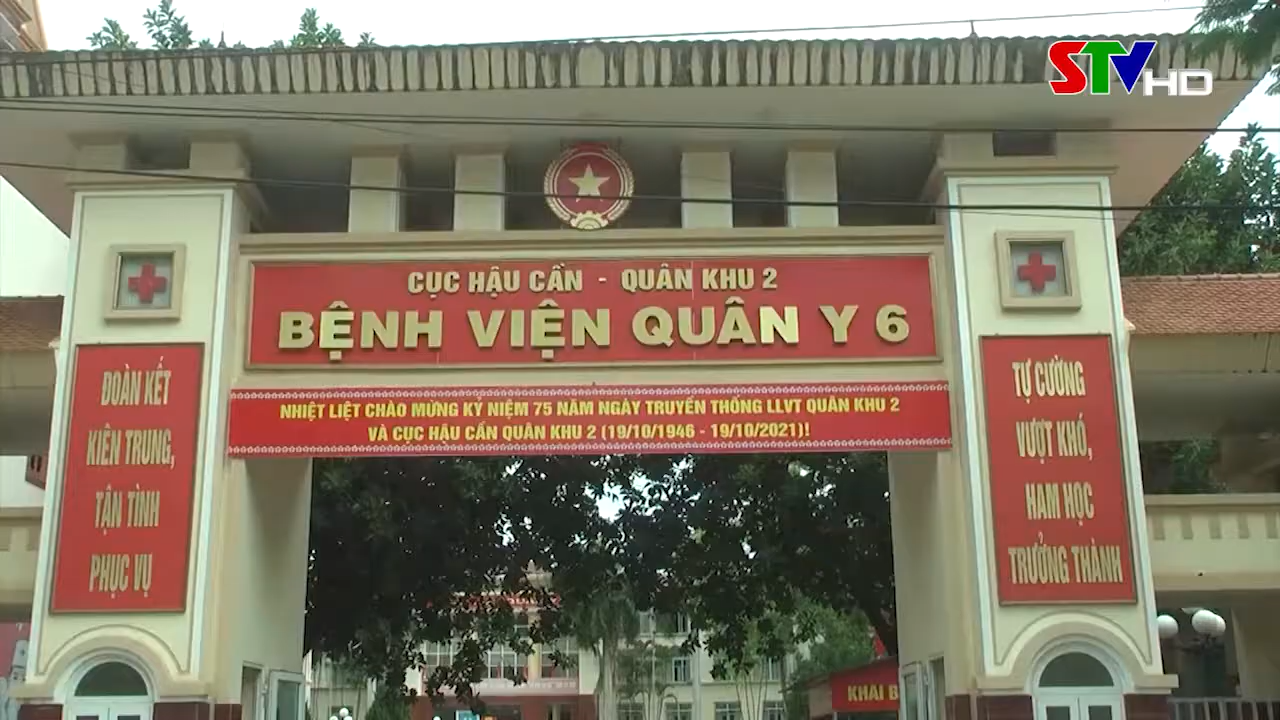 STV HD
CỤC HẬU CẦN - QUÂN KHU 2
BỆNH VIỆN QUÂN Y 6
NHIỆT LIỆT CHÀO MỪNG KỶ NIỆM 75 NĂM NGÀY TRUYỀN THỐNG LLVT QUÂN KHU 2
VÀ CỤC HẬU CẦN QUÂN KHU 2 (19/10/1946 - 19/10/2021)!
ĐOÀN KẾT
KIÊN TRUNG,
TẬN TÌNH
PHỤC VỤ
TỰ CƯỜNG
VƯỢT KHÓ,
HAM HỌC
TRƯỞNG THÀNH
KHAI B